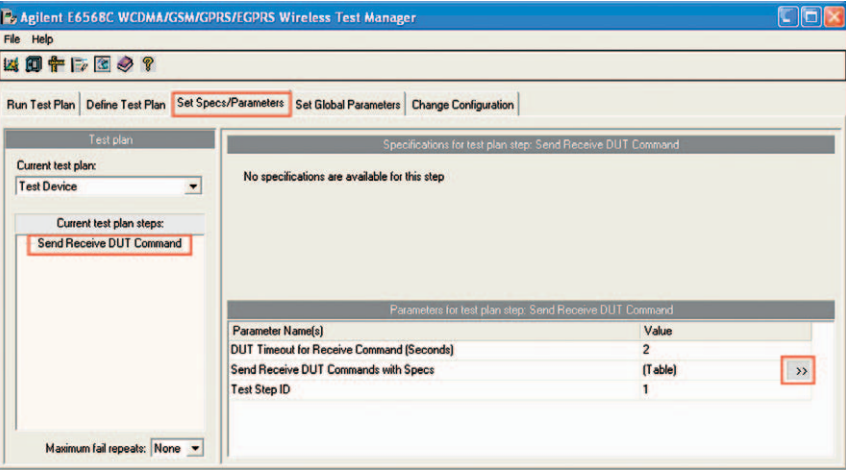 Agilent E6568C WCDMA/GSM/GPRS/EGPRS Wireless Test Manager
File Help
Run Test Plan Define Test Plan Set Specs/Parameters Set Global Parameters Change Configuration
Test plan
Current test plan:
Test Device
Current test plan steps:
Send Receive DUT Command
Maximum fail repeats: None
Specifications for test plan step: Send Receive DUT Command
No specifications are available for this step
Parameters for test plan step: Send Receive DUT Command
Parameter Name(s) Value
DUT Timeout for Receive Command (Seconds) 2
Send Receive DUT Commands with Specs (Table) >>
Test Step ID 1